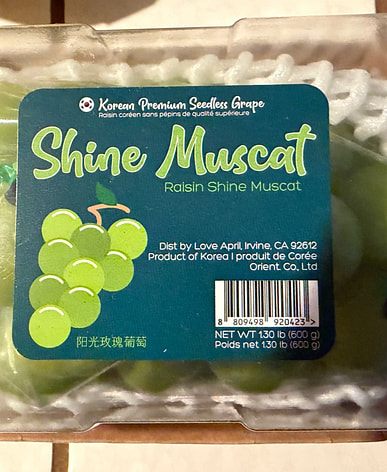 Korean Premium Seedless Grape
Raisin coréen sans pépins de qualité supérieure
Shine Muscat
Raisin Shine Muscat
Dist by Love April, Irvine, CA 92612
Product of Korea | produit de Corée
Orient. Co., Ltd
8 809498 920423 >
NET WT 1.30 lb (600 g)
Poids net 1.30 lb (600 g)
阳光玫瑰葡萄